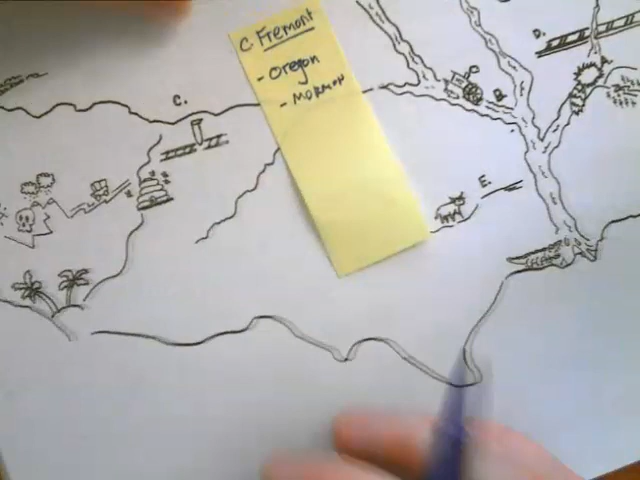 C. Fremont
- Oregon
- Mormon
C.
B.
D.
E.